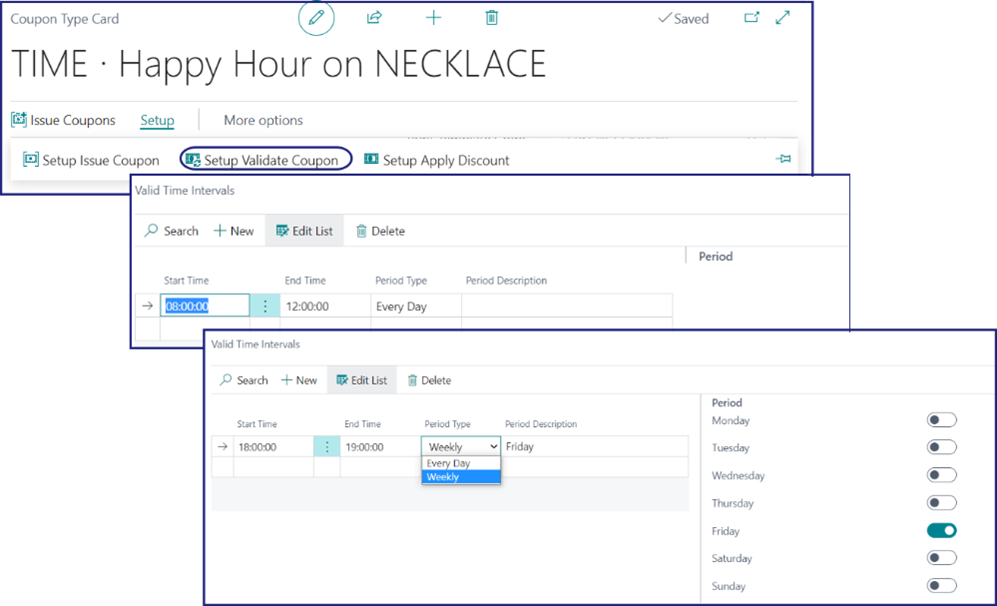 Coupon Type Card
Saved
TIME · Happy Hour on NECKLACE
Issue Coupons Setup More options
Setup Issue Coupon Setup Validate Coupon Setup Apply Discount
Valid Time Intervals
Search New Edit List Delete
Period
Start Time End Time Period Type Period Description
08:00:00 12:00:00 Every Day
Valid Time Intervals
Search New Edit List Delete
Start Time End Time Period Type Period Description
18:00:00 19:00:00 Weekly Friday
Every Day
Weekly
Period
Monday
Tuesday
Wednesday
Thursday
Friday
Saturday
Sunday